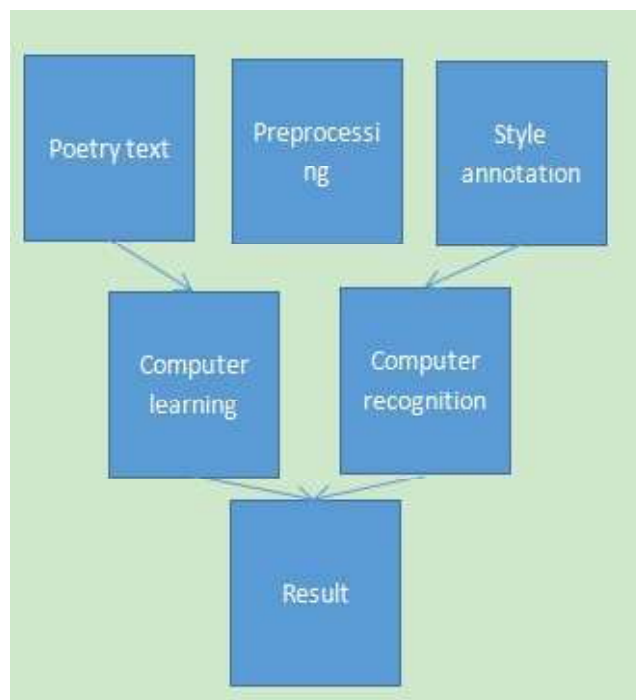 Poetry text
Preprocessi
ng
Style
annotation
Computer
learning
Computer
recognition
Result